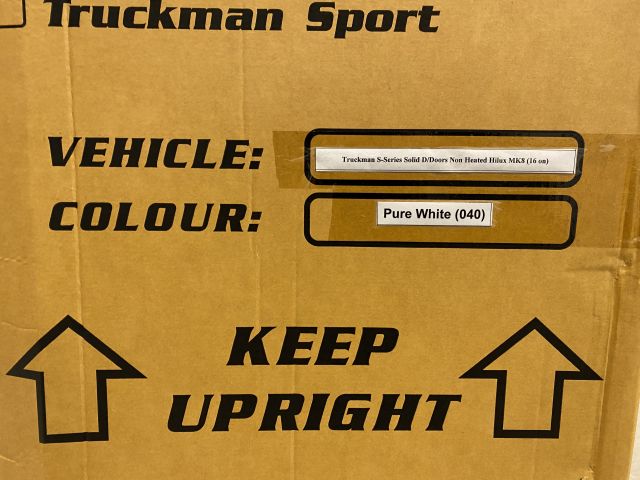 Truckman Sport
VEHICLE: Truckman S-Series Solid D/Doors Non Heated Hilux MK8 (16 on)
COLOUR: Pure White (040)
KEEP
UPRIGHT